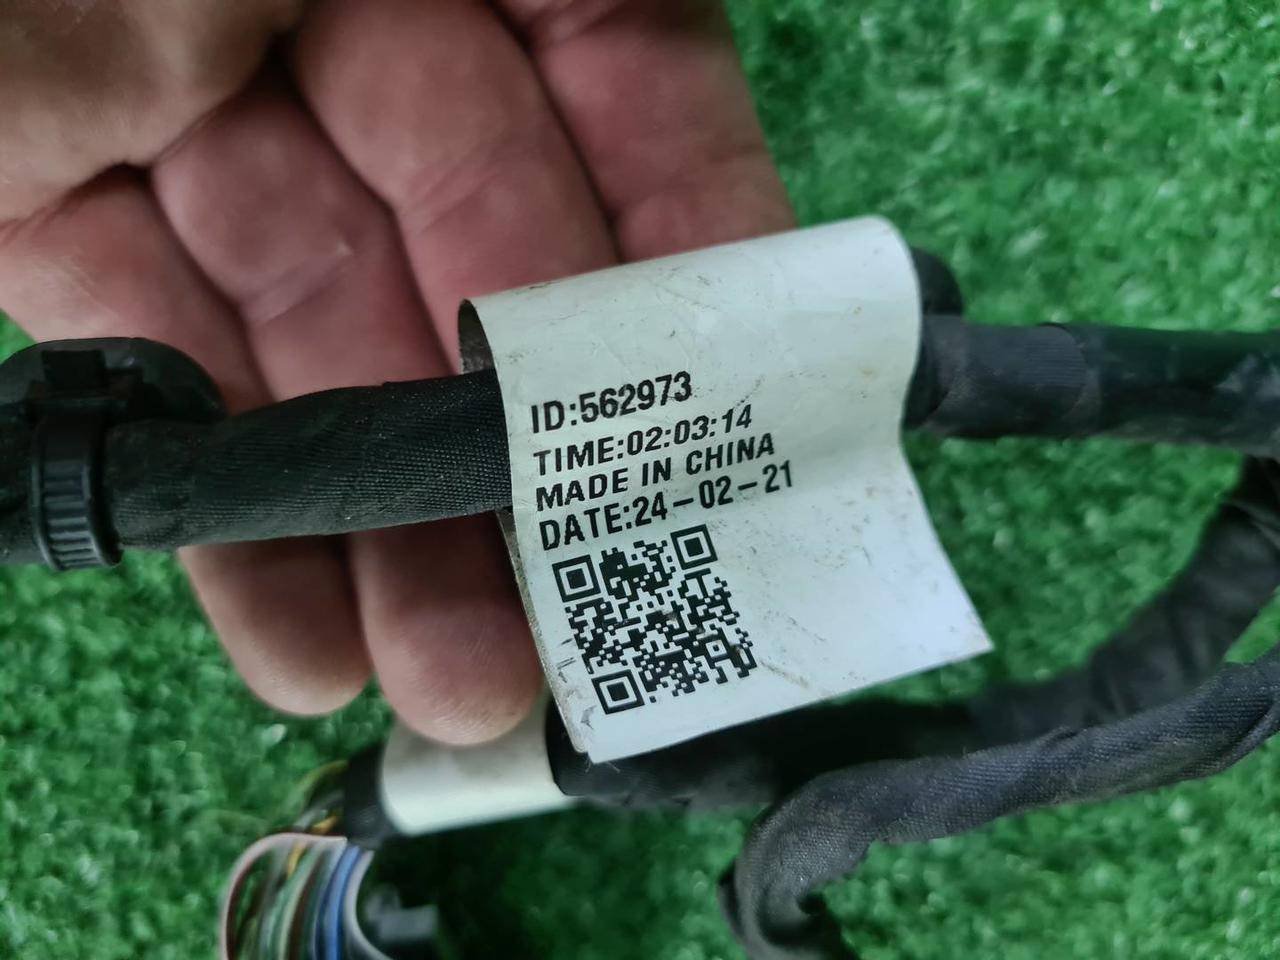 ID:562973
TIME:02:03:14
MADE IN CHINA
DATE:24-02-21